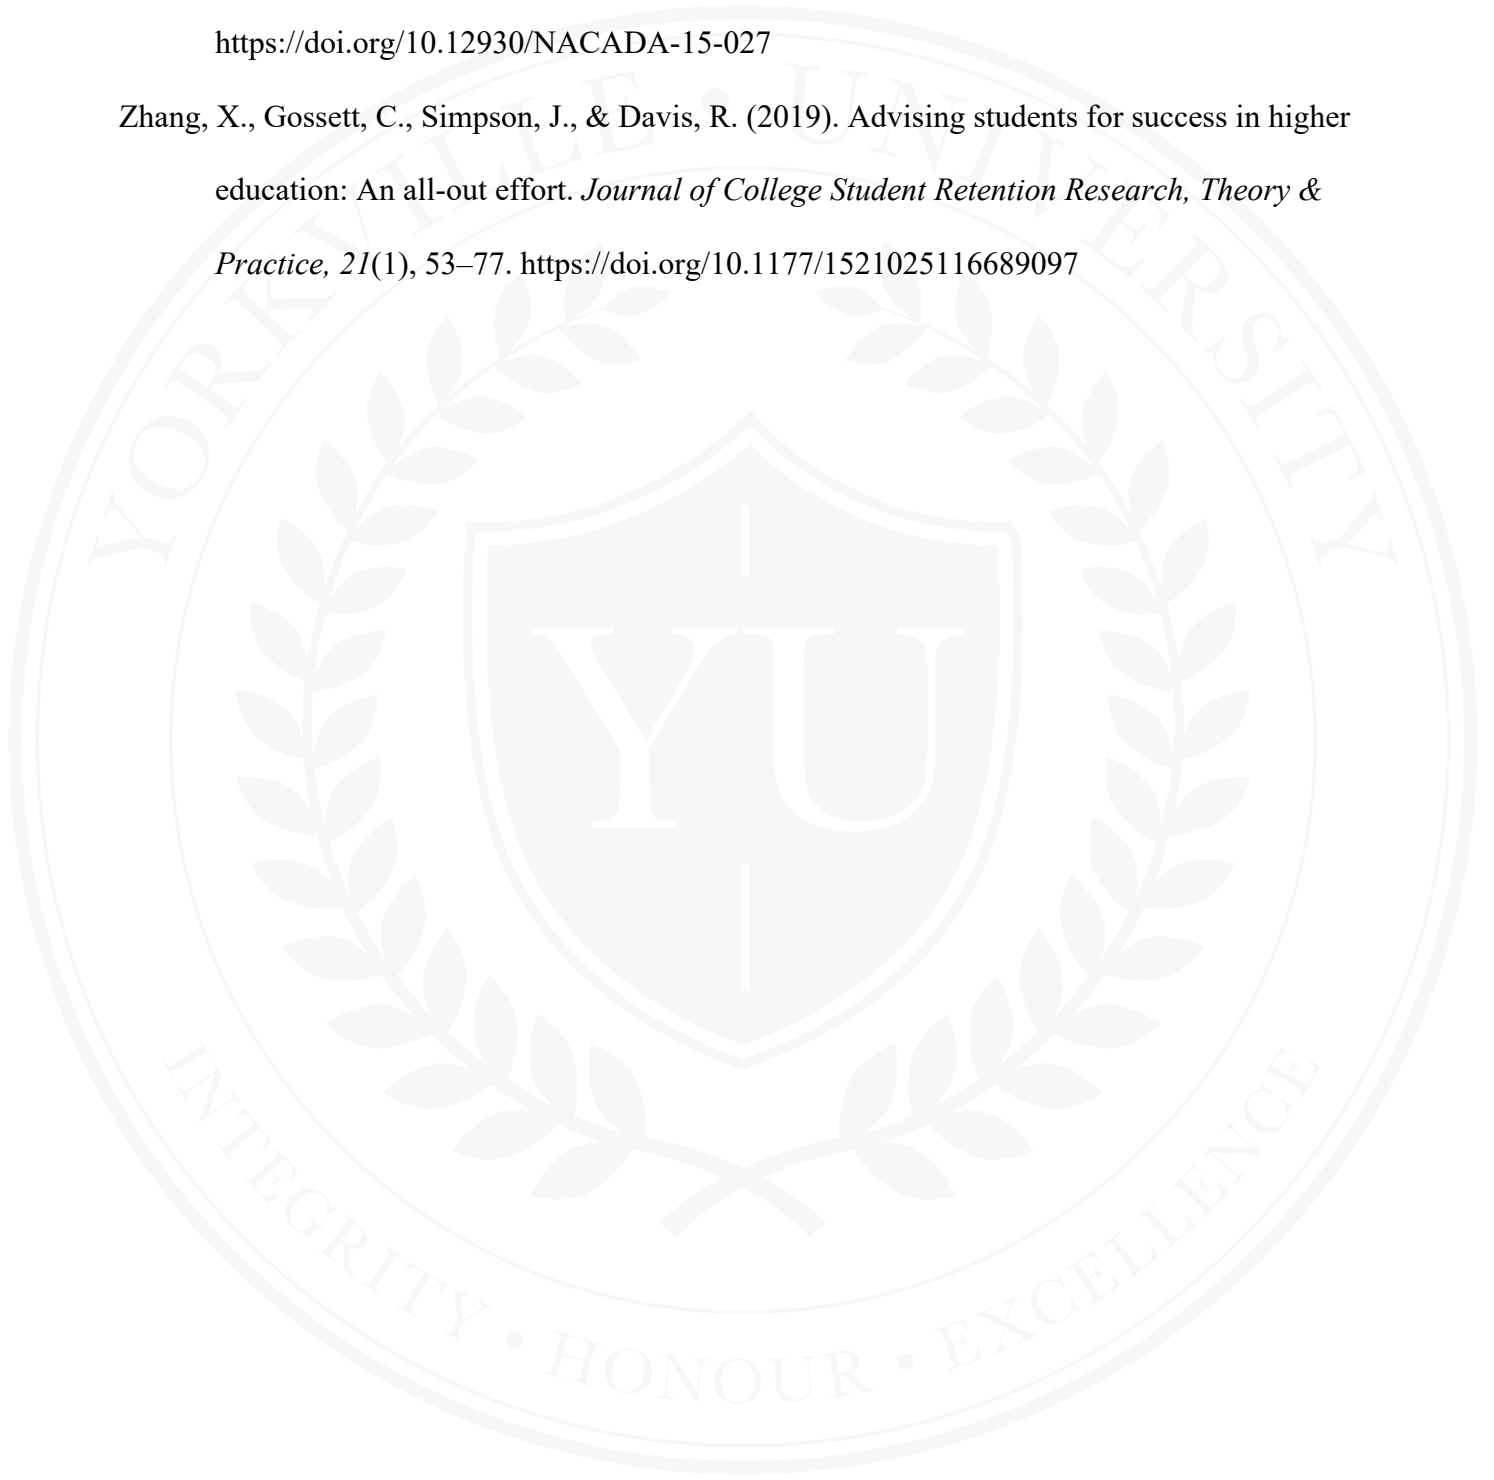 https://doi.org/10.12930/NACADA-15-027
Zhang, X., Gossett, C., Simpson, J., & Davis, R. (2019). Advising students for success in higher
education: An all-out effort. Journal of College Student Retention Research, Theory &
Practice, 21(1), 53–77. https://doi.org/10.1177/1521025116689097
YORKVILLE • UNIVERSITY
YU
INTEGRITY • HONOUR • EXCELLENCE